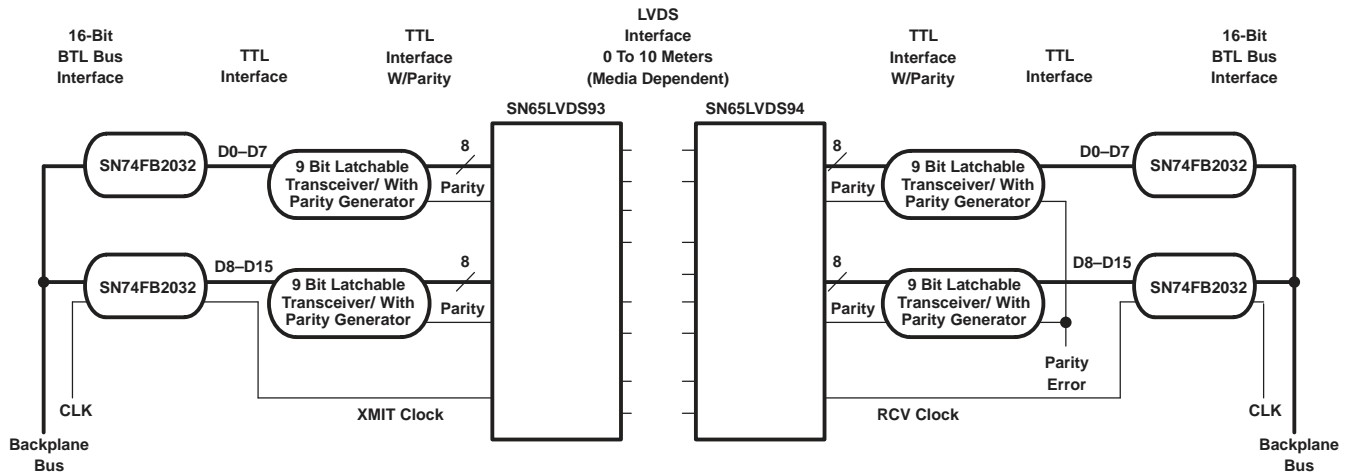 16-Bit
BTL Bus
Interface
TTL
Interface
TTL
Interface
W/Parity
LVDS
Interface
0 To 10 Meters
(Media Dependent)
TTL
Interface
W/Parity
TTL
Interface
16-Bit
BTL Bus
Interface
SN65LVDS93
SN65LVDS94
SN74FB2032
D0–D7
9 Bit Latchable
Transceiver/ With
Parity Generator
8
Parity
8
Parity
9 Bit Latchable
Transceiver/ With
Parity Generator
D0–D7
SN74FB2032
SN74FB2032
D8–D15
9 Bit Latchable
Transceiver/ With
Parity Generator
8
Parity
8
Parity
9 Bit Latchable
Transceiver/ With
Parity Generator
D8–D15
SN74FB2032
Parity
Error
CLK
XMIT Clock
RCV Clock
CLK
Backplane
Bus
Backplane
Bus